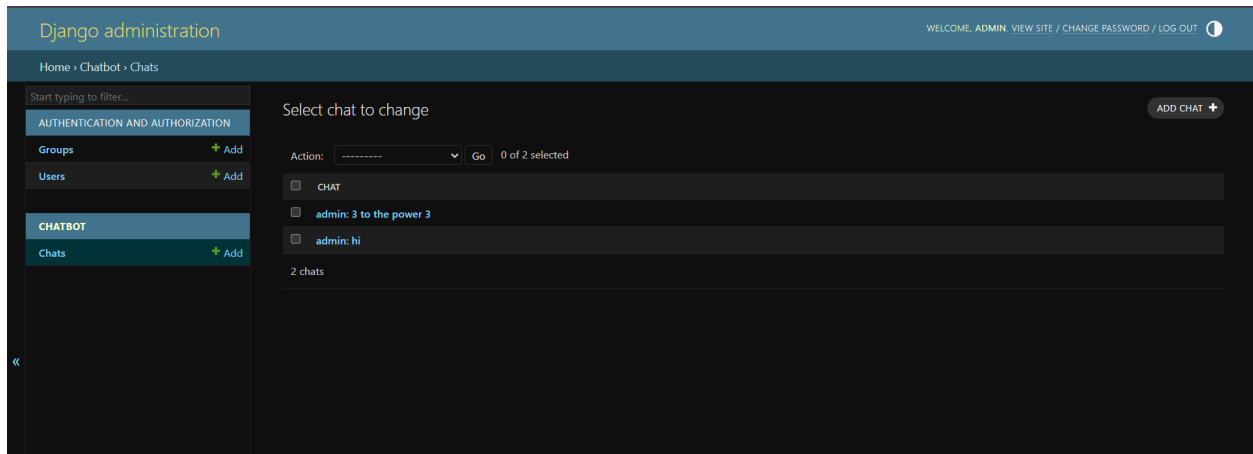 Django administration
WELCOME, ADMIN. VIEW SITE / CHANGE PASSWORD / LOG OUT
Home › Chatbot › Chats
Start typing to filter...
AUTHENTICATION AND AUTHORIZATION
Groups + Add
Users + Add
CHATBOT
Chats + Add
«
Select chat to change
ADD CHAT +
Action: --------- Go 0 of 2 selected
CHAT
admin: 3 to the power 3
admin: hi
2 chats